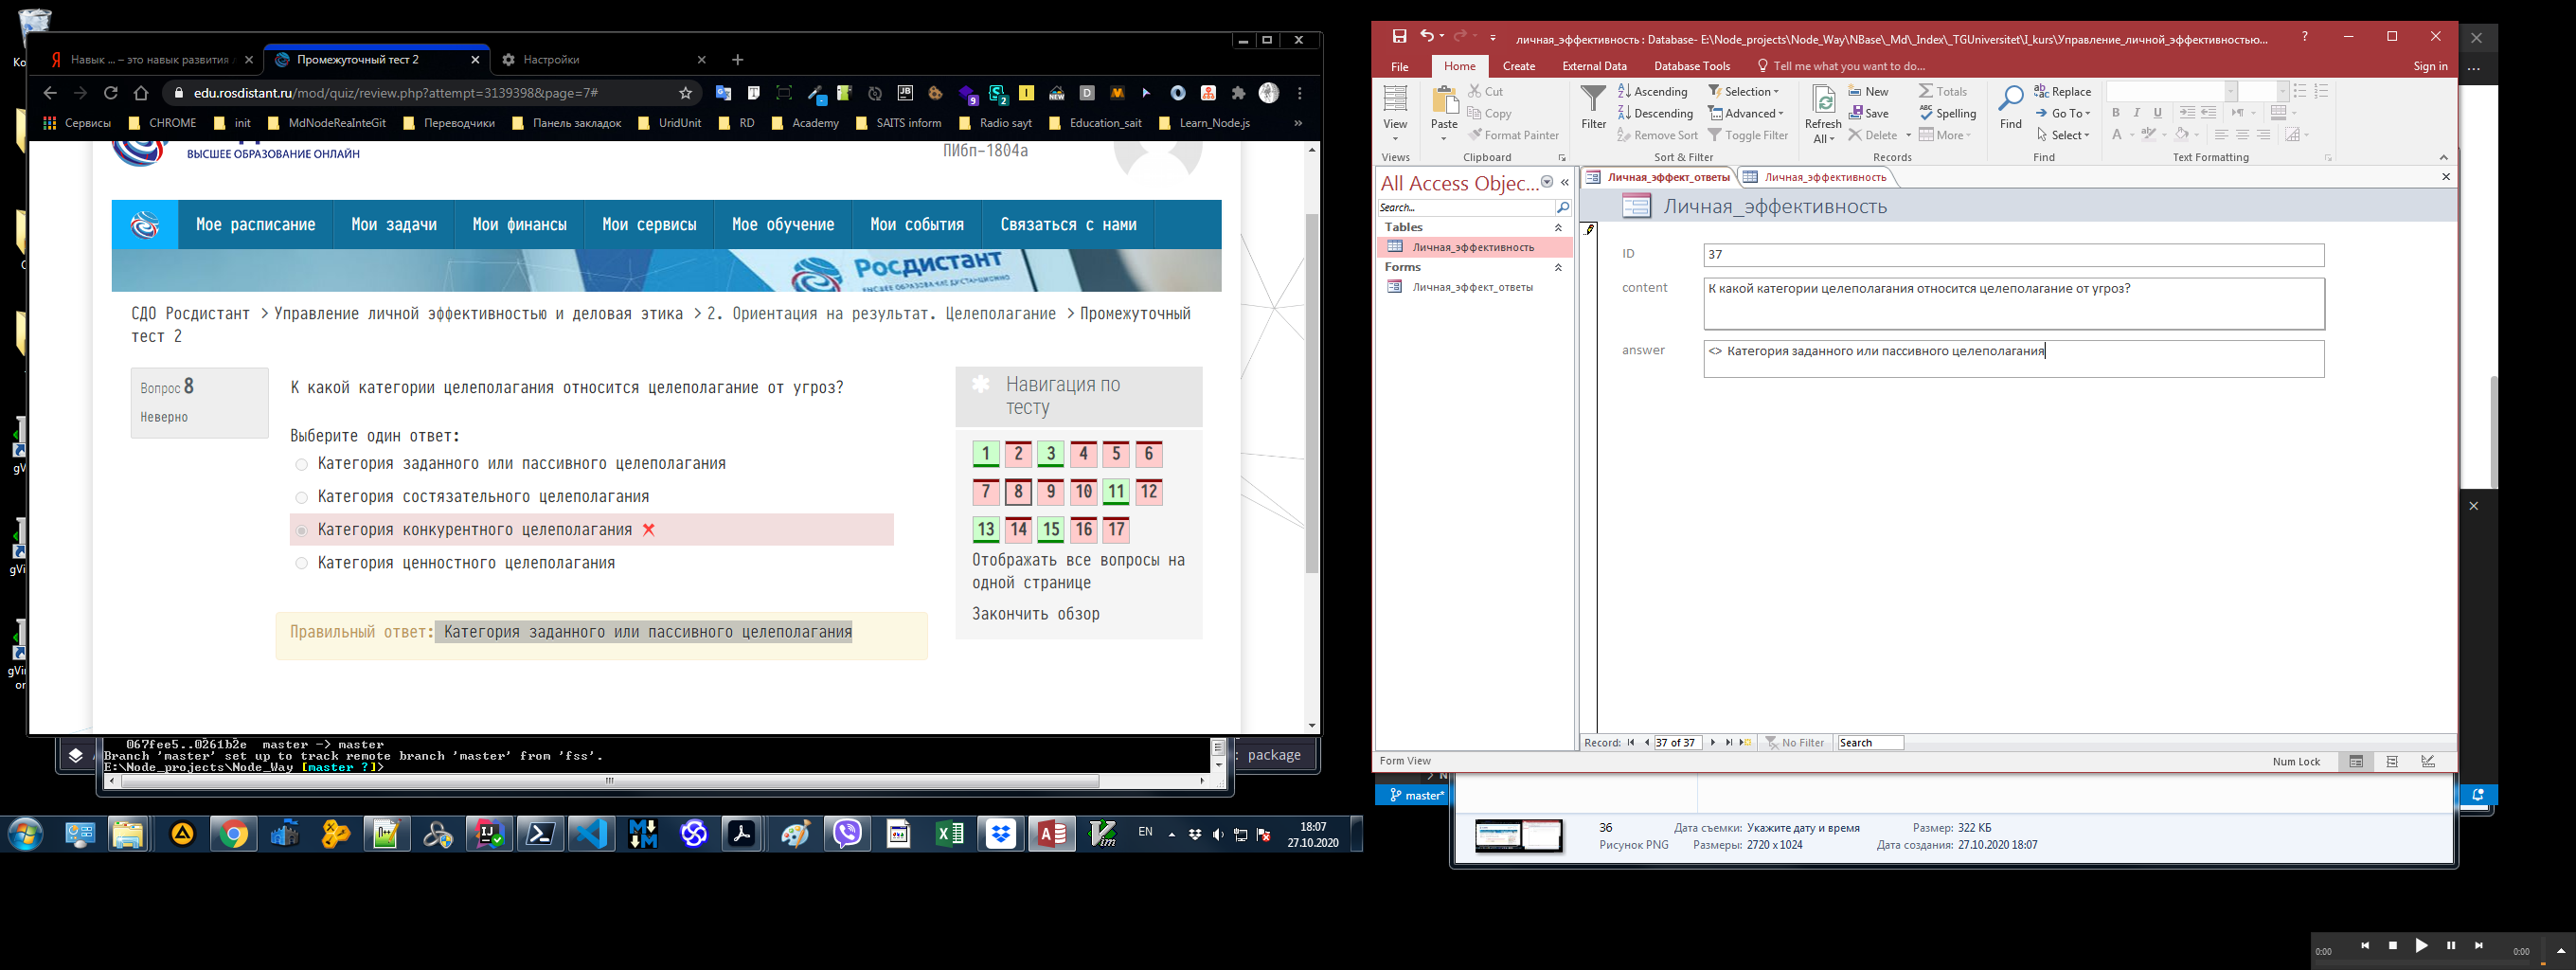 Навык ... – это навык развития
Промежуточный тест 2
Настройки
edu.rosdistant.ru/mod/quiz/review.php?attempt=3139398&page=7#
Сервисы
CHROME
init
MdNodeReaInteGit
Переводчики
Панель закладок
UridUnit
RD
Academy
SAITS inform
Radio sayt
Education_sait
Learn_Node.js
»
ВЫСШЕЕ ОБРАЗОВАНИЕ ОНЛАЙН
ПИбп-1804а
Мое расписание
Мои задачи
Мои финансы
Мои сервисы
Мое обучение
Мои события
Связаться с нами
Росдистант
ВЫСШЕЕ ОБРАЗОВАНИЕ ДИСТАНЦИОННО
СДО Росдистант > Управление личной эффективностью и деловая этика > 2. Ориентация на результат. Целеполагание > Промежуточный
тест 2
Вопрос 8
Неверно
К какой категории целеполагания относится целеполагание от угроз?
Выберите один ответ:
Категория заданного или пассивного целеполагания
Категория состязательного целеполагания
Категория конкурентного целеполагания
Категория ценностного целеполагания
Правильный ответ: Категория заданного или пассивного целеполагания
Навигация по
тесту
1 2 3 4 5 6
7 8 9 10 11 12
13 14 15 16 17
Отображать все вопросы на
одной странице
Закончить обзор
067fee5..0261b2e master -> master
Branch 'master' set up to track remote branch 'master' from 'fss'.
E:\Node_projects\Node_Way [master ?]>
: package
EN
18:07
27.10.2020
личная_эффективность : Database- E:\Node_projects\Node_Way\NBase\_Md\_Index\_TGUniversitet\I_kurs\Управление_личной_эффективностью...
File
Home
Create
External Data
Database Tools
Tell me what you want to do...
Sign in
View
Views
Paste
Cut
Copy
Format Painter
Clipboard
Filter
Ascending
Descending
Remove Sort
Selection
Advanced
Toggle Filter
Sort & Filter
Refresh
All
New
Save
Delete
Totals
Spelling
More
Records
Find
Replace
Go To
Select
Find
B I U
Text Formatting
All Access Objec...
Search...
Tables
Личная_эффективность
Forms
Личная_эффект_ответы
Личная_эффект_ответы
Личная_эффективность
Личная_эффективность
ID
37
content
К какой категории целеполагания относится целеполагание от угроз?
answer
<> Категория заданного или пассивного целеполагания
Record:
37 of 37
No Filter
Search
Form View
Num Lock
master*
36
Рисунок PNG
Дата съемки: Укажите дату и время
Размеры: 2720 x 1024
Размер: 322 КБ
Дата создания: 27.10.2020 18:07
0:00
0:00